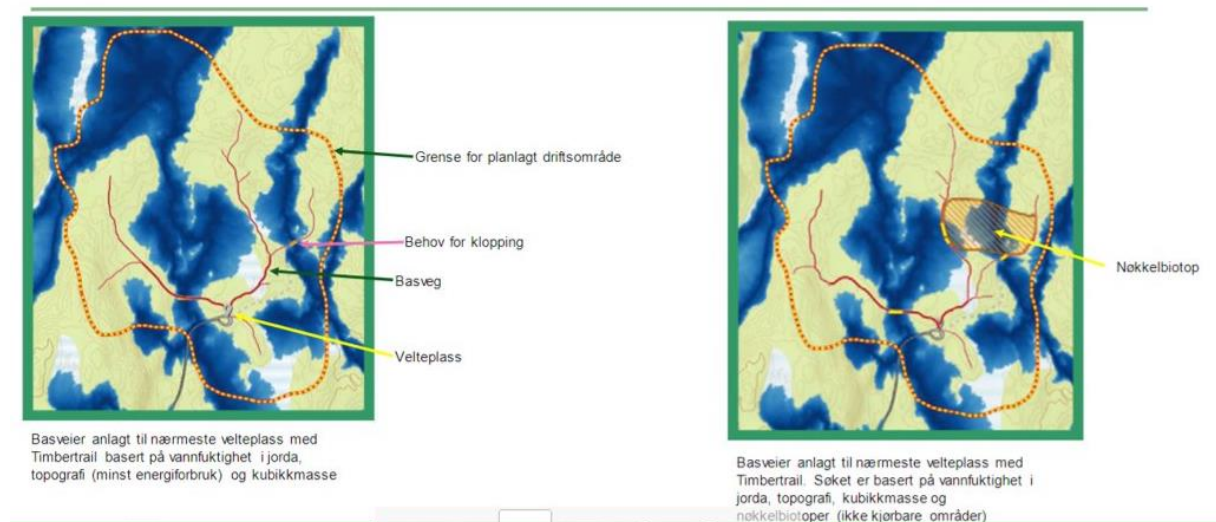 Grense for planlagt driftsområde
Behov for klopping
Basveg
Velteplass
Basveier anlagt til nærmeste velteplass med
Timbertrail basert på vannfuktighet i jorda,
topografi (minst energiforbruk) og kubikkmasse
Nøkkelbiotop
Basveier anlagt til nærmeste velteplass med
Timbertrail. Søket er basert på vannfuktighet i
jorda, topografi, kubikkmasse og
nøkkelbiotoper (ikke kjørbare områder)